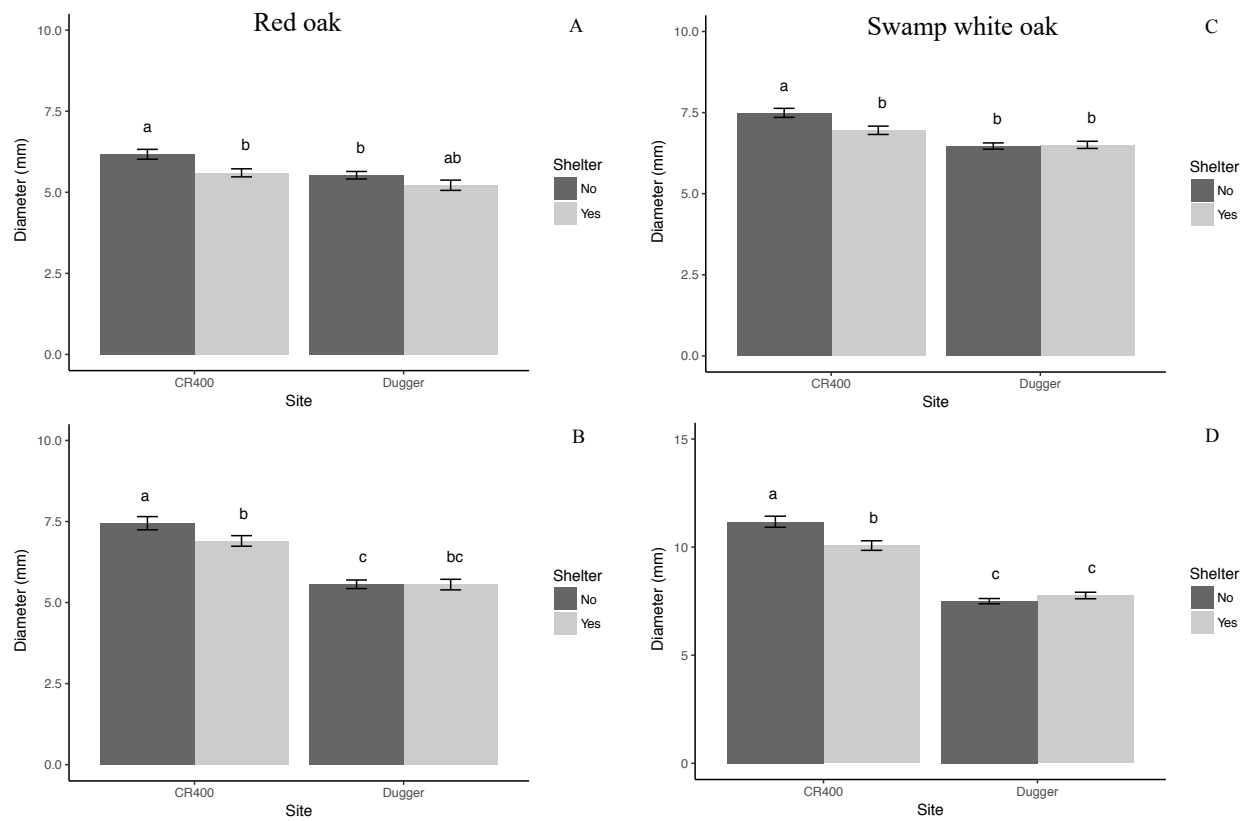 Red oak
A
10.0
7.5
5.0
2.5
0.0
Diameter (mm)
a
b
b
ab
CR400
Dugger
Site
Shelter
No
Yes
Swamp white oak
C
10.0
7.5
5.0
2.5
0.0
Diameter (mm)
a
b
b
b
CR400
Dugger
Site
Shelter
No
Yes
B
10.0
7.5
5.0
2.5
0.0
Diameter (mm)
a
b
c
bc
CR400
Dugger
Site
Shelter
No
Yes
D
15
10
5
0
Diameter (mm)
a
b
c
c
CR400
Dugger
Site
Shelter
No
Yes